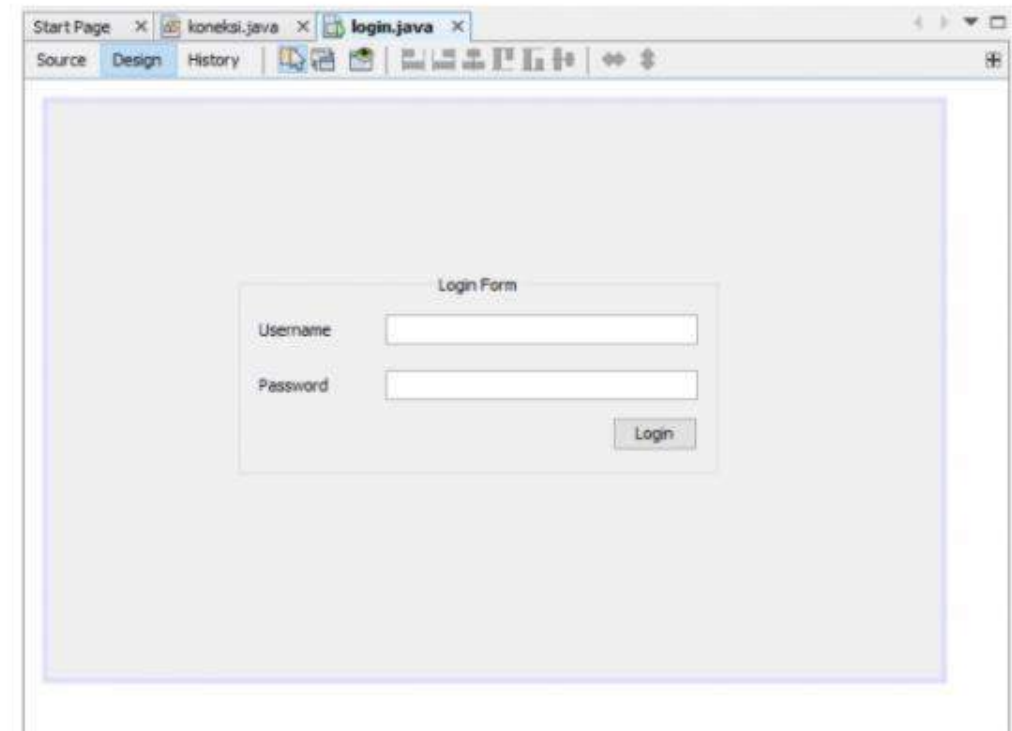 Start Page koneksi.java login.java
Source Design History
Login Form
Username
Password
Login